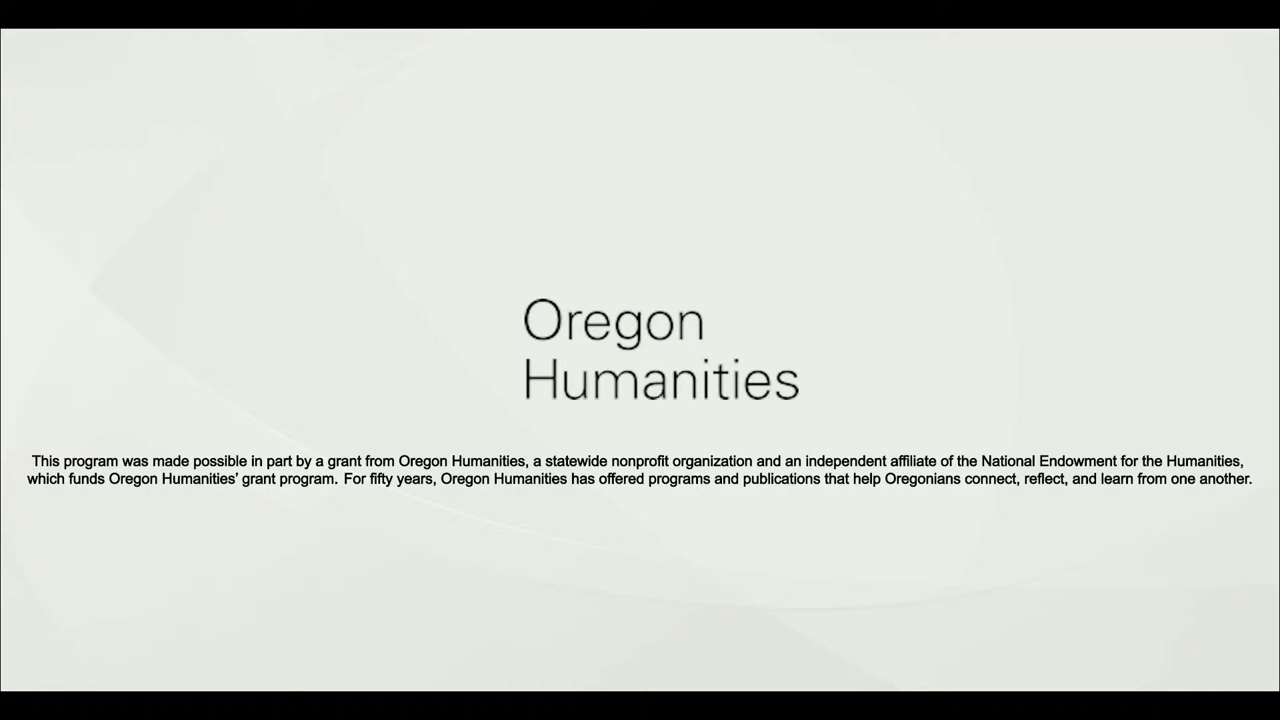 Oregon
Humanities
This program was made possible in part by a grant from Oregon Humanities, a statewide nonprofit organization and an independent affiliate of the National Endowment for the Humanities,
which funds Oregon Humanities’ grant program. For fifty years, Oregon Humanities has offered programs and publications that help Oregonians connect, reflect, and learn from one another.